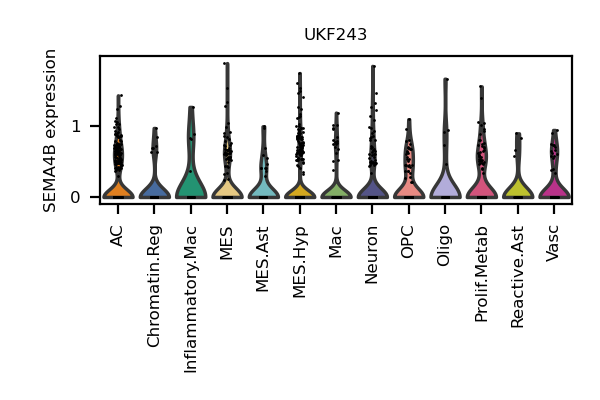 UKF243
SEMA4B expression
1
0
AC
Chromatin.Reg
Inflammatory.Mac
MES
MES.Ast
MES.Hyp
Mac
Neuron
OPC
Oligo
Prolif.Metab
Reactive.Ast
Vasc